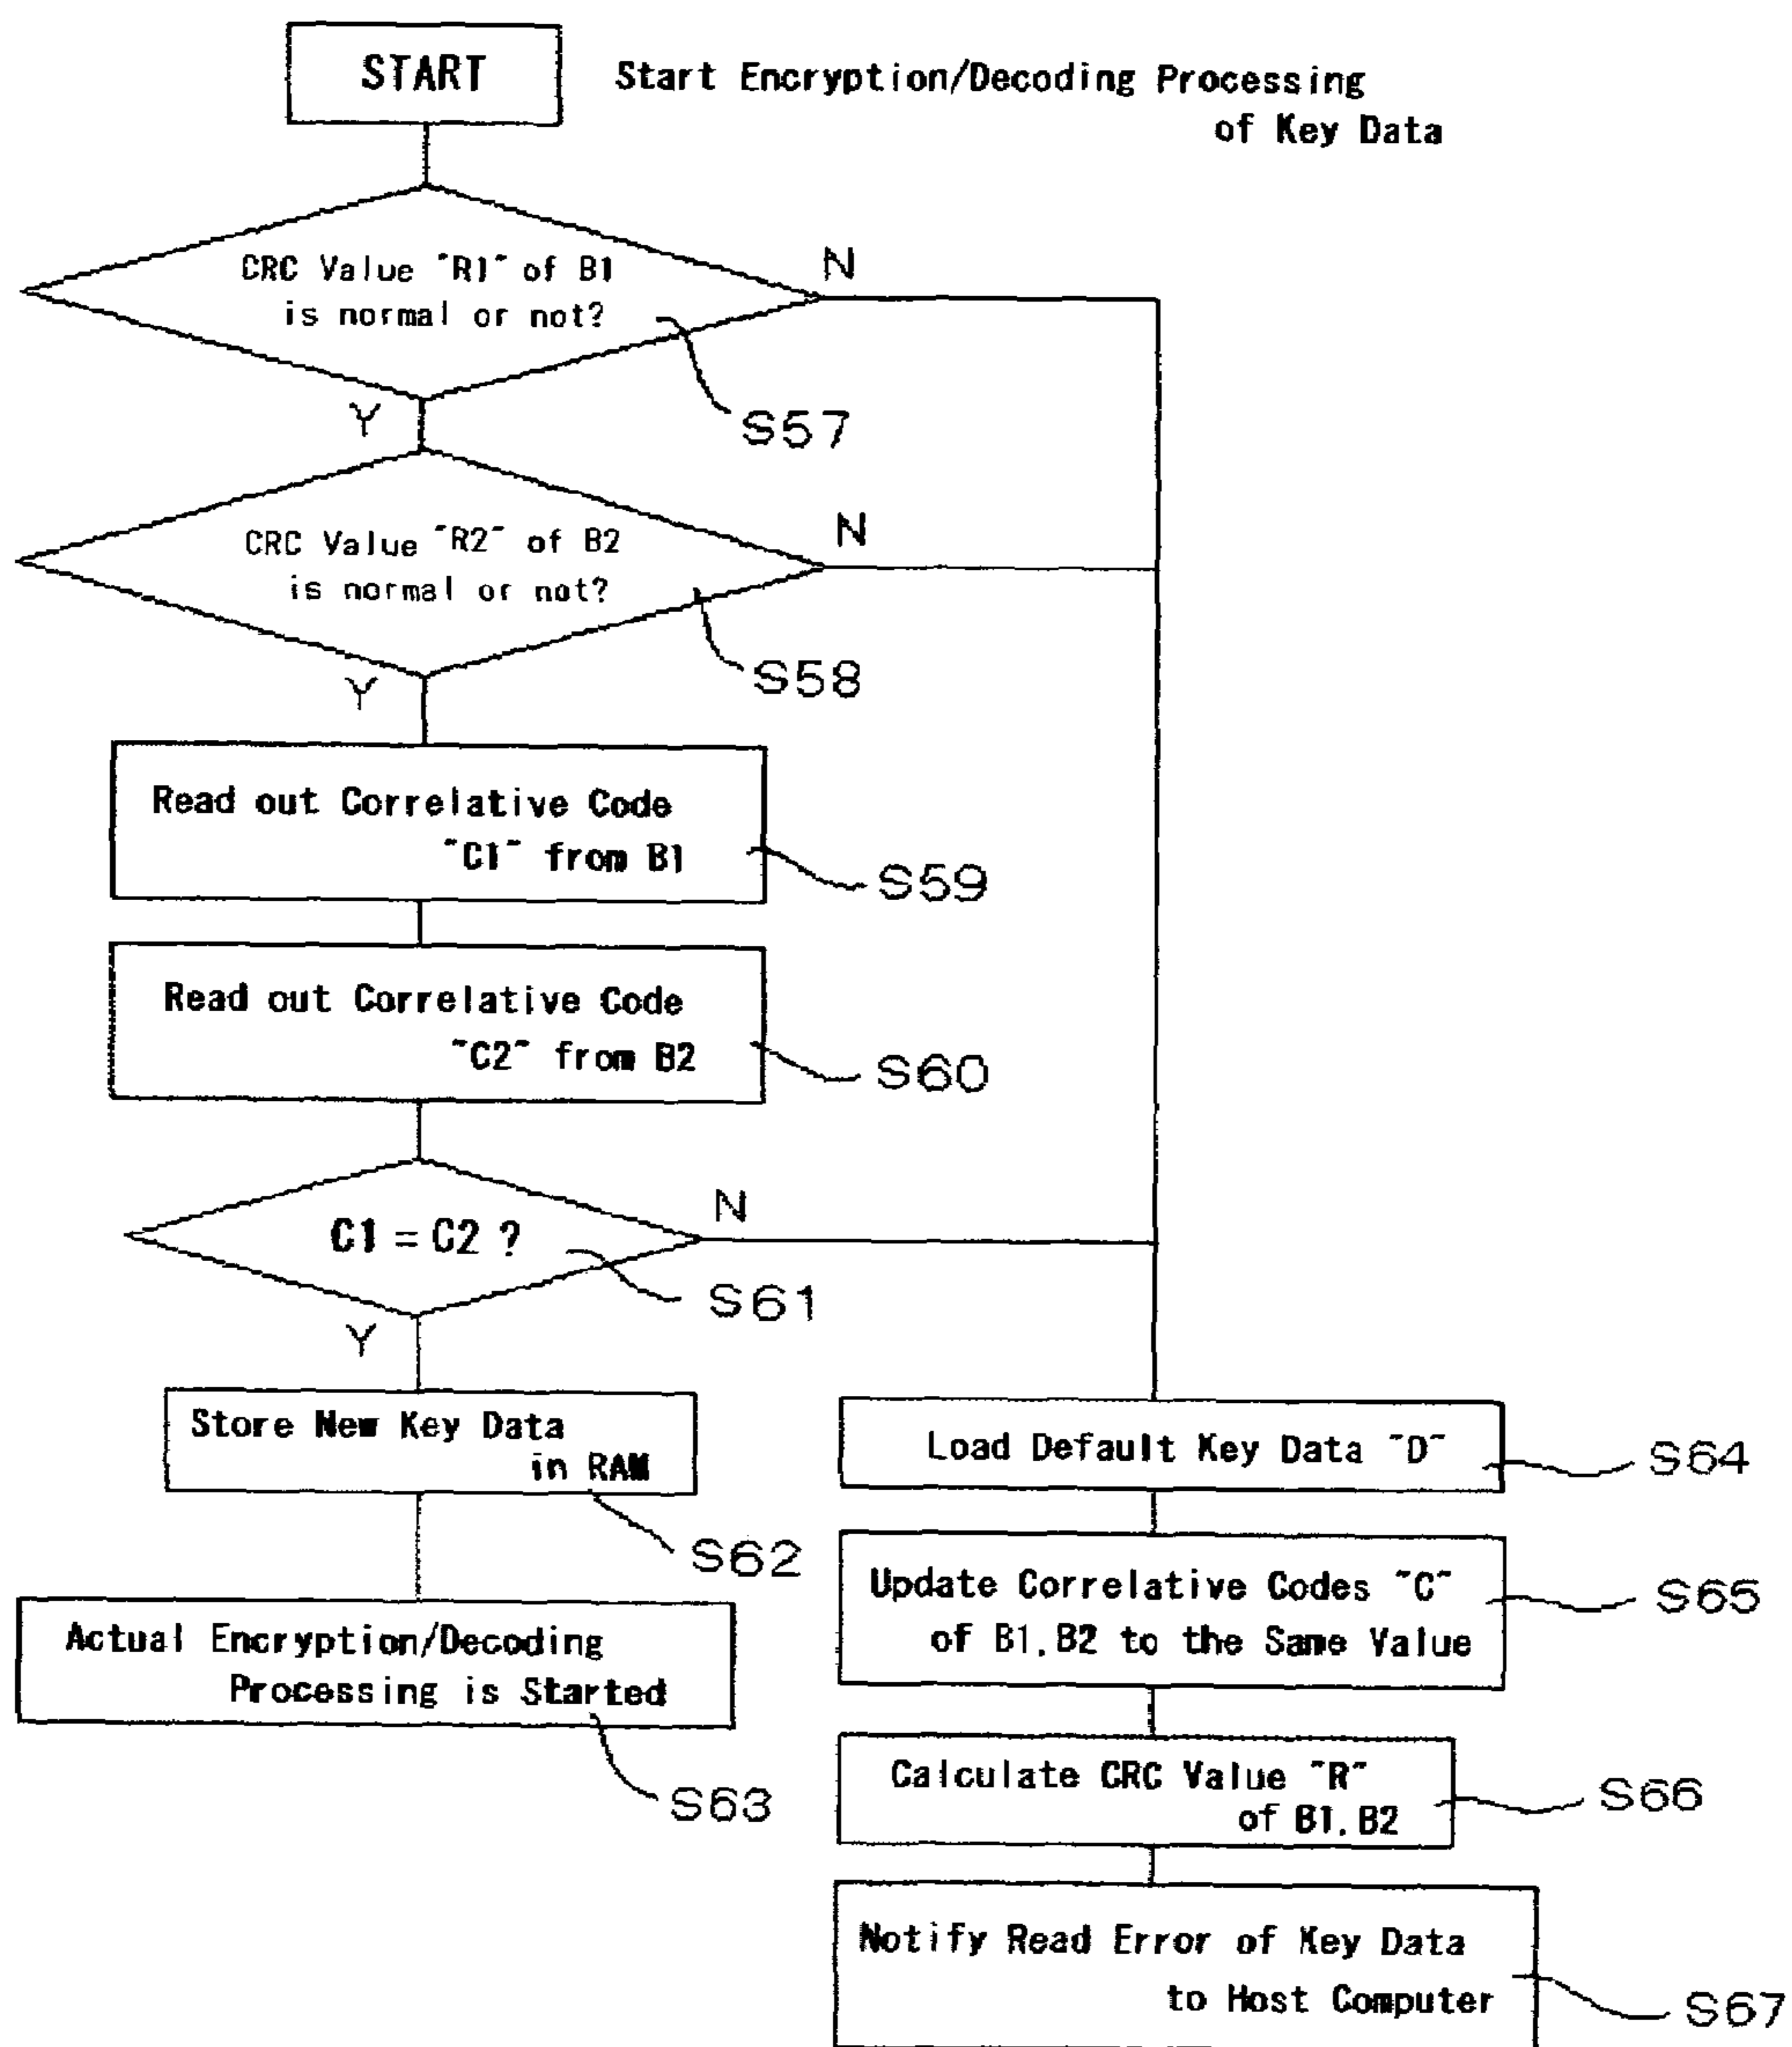 START
Start Encryption/Decoding Processing
of Key Data
CRC Value "R1" of B1
is normal or not?
N
S57
Y
CRC Value "R2" of B2
is normal or not?
N
S58
Y
Read out Correlative Code
"C1" from B1
S59
Read out Correlative Code
"C2" from B2
S60
C1 = C2 ?
N
S61
Y
Store New Key Data
in RAM
S62
Actual Encryption/Decoding
Processing is Started
S63
Load Default Key Data "D"
S64
Update Correlative Codes "C"
of B1. B2 to the Same Value
S65
Calculate CRC Value "R"
of B1. B2
S66
Notify Read Error of Key Data
to Host Computer
S67